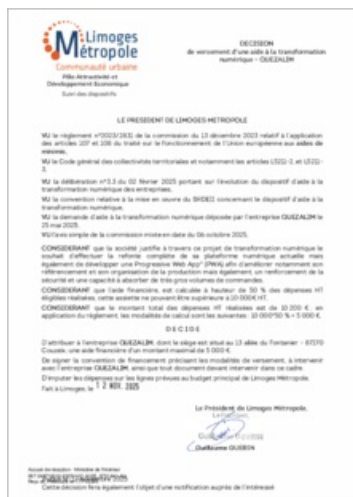 Limoges
Métropole
Communauté urbaine
Pôle Attractivité et
Développement Economique
Suivi des dispositifs
DECISION
de versement d'une aide à la transformation
numérique - QUEZALIM
LE PRESIDENT DE LIMOGES METROPOLE
VU le règlement n°2023/2831 de la commission du 13 décembre 2023 relatif à l'application
des articles 107 et 108 du traité sur le fonctionnement de l'Union européenne aux aides de
minimis,
VU le Code général des collectivités territoriales et notamment les articles L5211-2, et L5211-
VU la délibération n°5.3 du 02 février 2025 portant sur l'évolution du dispositif d'aide à la
transformation numérique des entreprises.
VU la convention relative à la mise en œuvre du SRDEII concernant le dispositif d'aide à la
transformation numérique.
VU la demande d'aide à la transformation numérique déposée par l'entreprise QUEZALIM le
25 mai 2025.
VU l'avis simple de la commission mixte en date du 06 octobre 2025.
CONSIDERANT que la société justifie à travers ce projet de transformation numérique le
souhait d'effectuer la refonte complète de sa plateforme numérique actuelle mais
également de développer une Progressive Web App" (PWA) afin d'améliorer notamment son
référencement et son organisation de la production mais également, un renforcement de la
sécurité et une capacité à absorber de très gros volumes de commandes.
CONSIDERANT que l'aide financière, est calculée à hauteur de 50 % des dépenses HT
éligibles réalisées, cette assiette ne pouvant être supérieure à 10 000€ HT,
CONSIDERANT que le montant total des dépenses HT réalisées est de 10 200 €, en
application du règlement, les modalités de calcul sont les suivantes: 10 000*50 % = 5 000 €.
D E C I D E
D'attribuer à l'entreprise QUEZALIM, dont le siège est situé au 13 allée du Fontanier - 87270
Couzeix, une aide financière d'un montant maximal de 5 000 €.
De signer la convention de financement précisant les modalités de versement, à intervenir
avec l'entreprise QUEZALIM, ainsi que tout document devant intervenir dans ce cadre.
D'imputer les dépenses sur les lignes prévues au budget principal de Limoges Métropole.
Fait à Limoges, le 12 NOV. 2025
Le Président de Limoges Métropole,
Guillaume GUERIN
Accusé de réception - Ministère de l'Intérieur
Cette décision fera également l'objet d'une notification auprès de l'intéressé